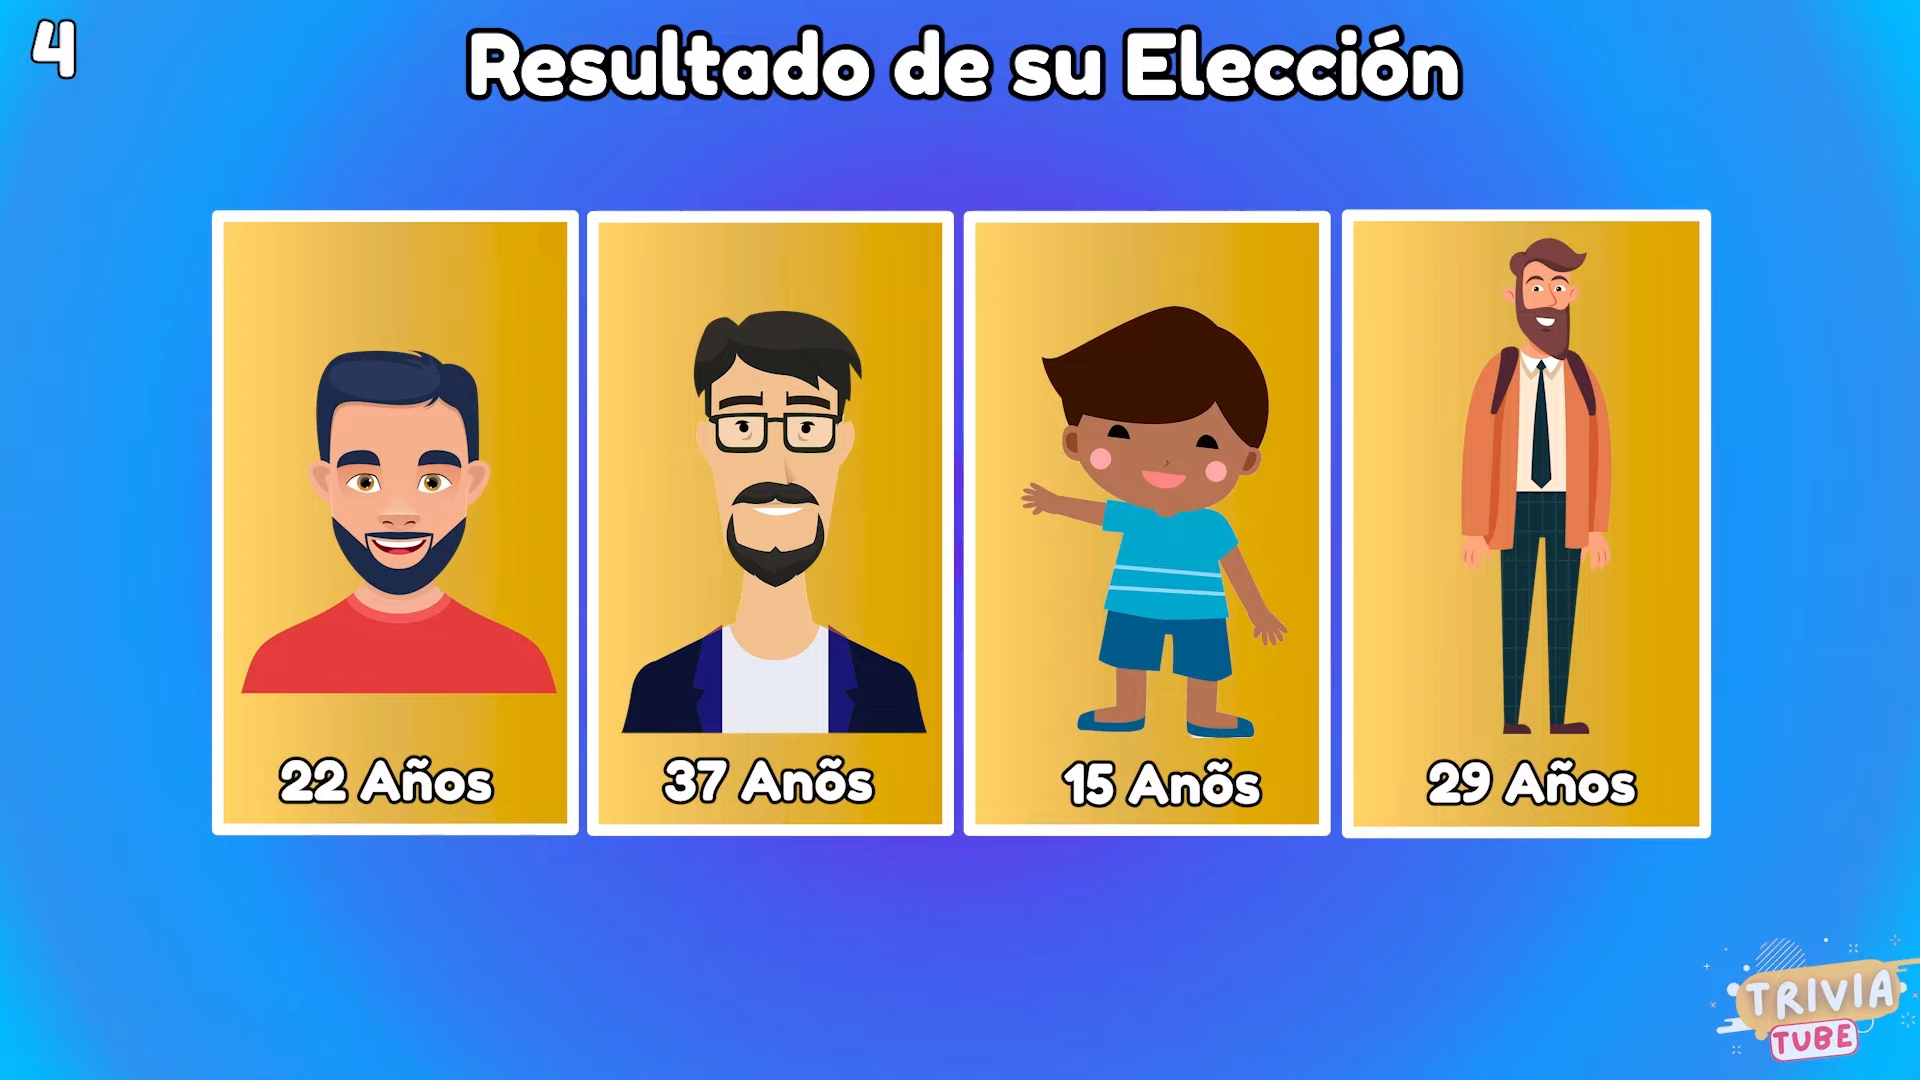 4
Resultado de su Elección
22 Años
37 Anõs
15 Anõs
29 Años
TRIVIA
TUBE